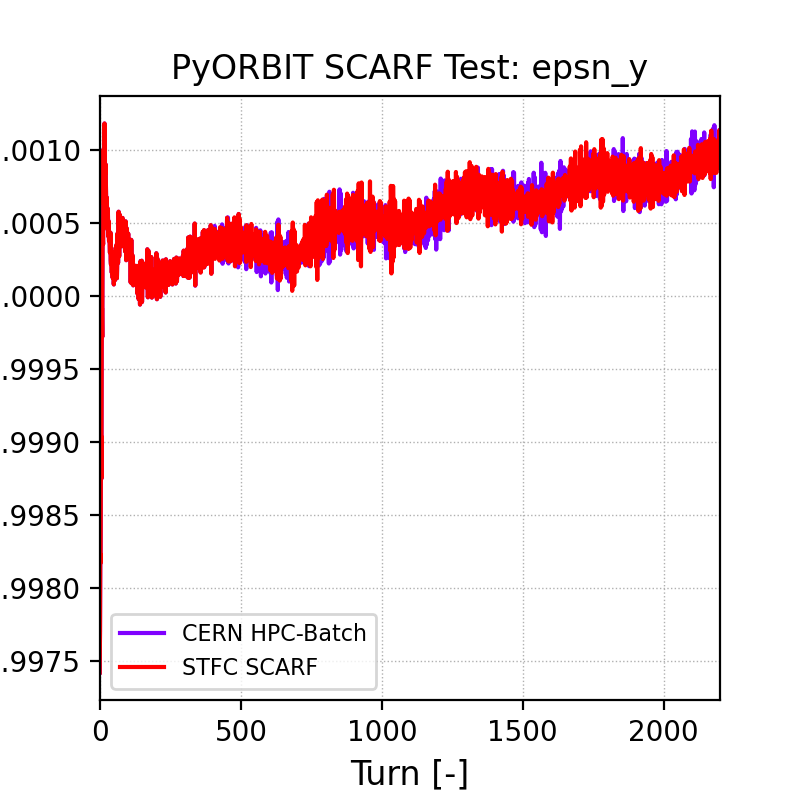 PyORBIT SCARF Test: epsn_y
.0010
.0005
.0000
.9995
.9990
.9985
.9980
.9975
CERN HPC-Batch
STFC SCARF
0 500 1000 1500 2000
Turn [-]